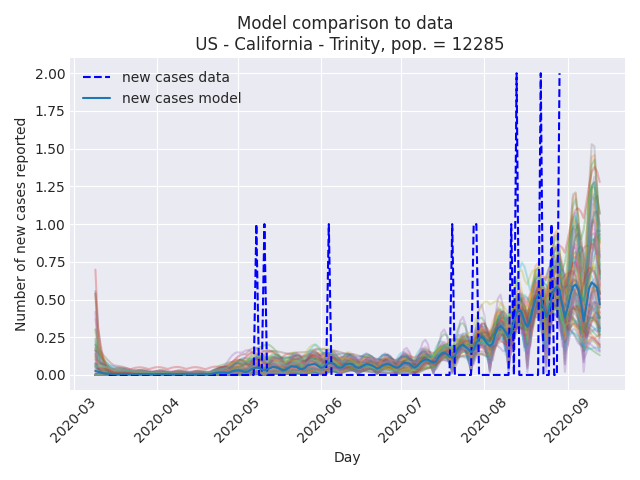 Model comparison to data
US - California - Trinity, pop. = 12285
new cases data
new cases model
Number of new cases reported
2.00
1.75
1.50
1.25
1.00
0.75
0.50
0.25
0.00
2020-03
2020-04
2020-05
2020-06
2020-07
2020-08
2020-09
Day